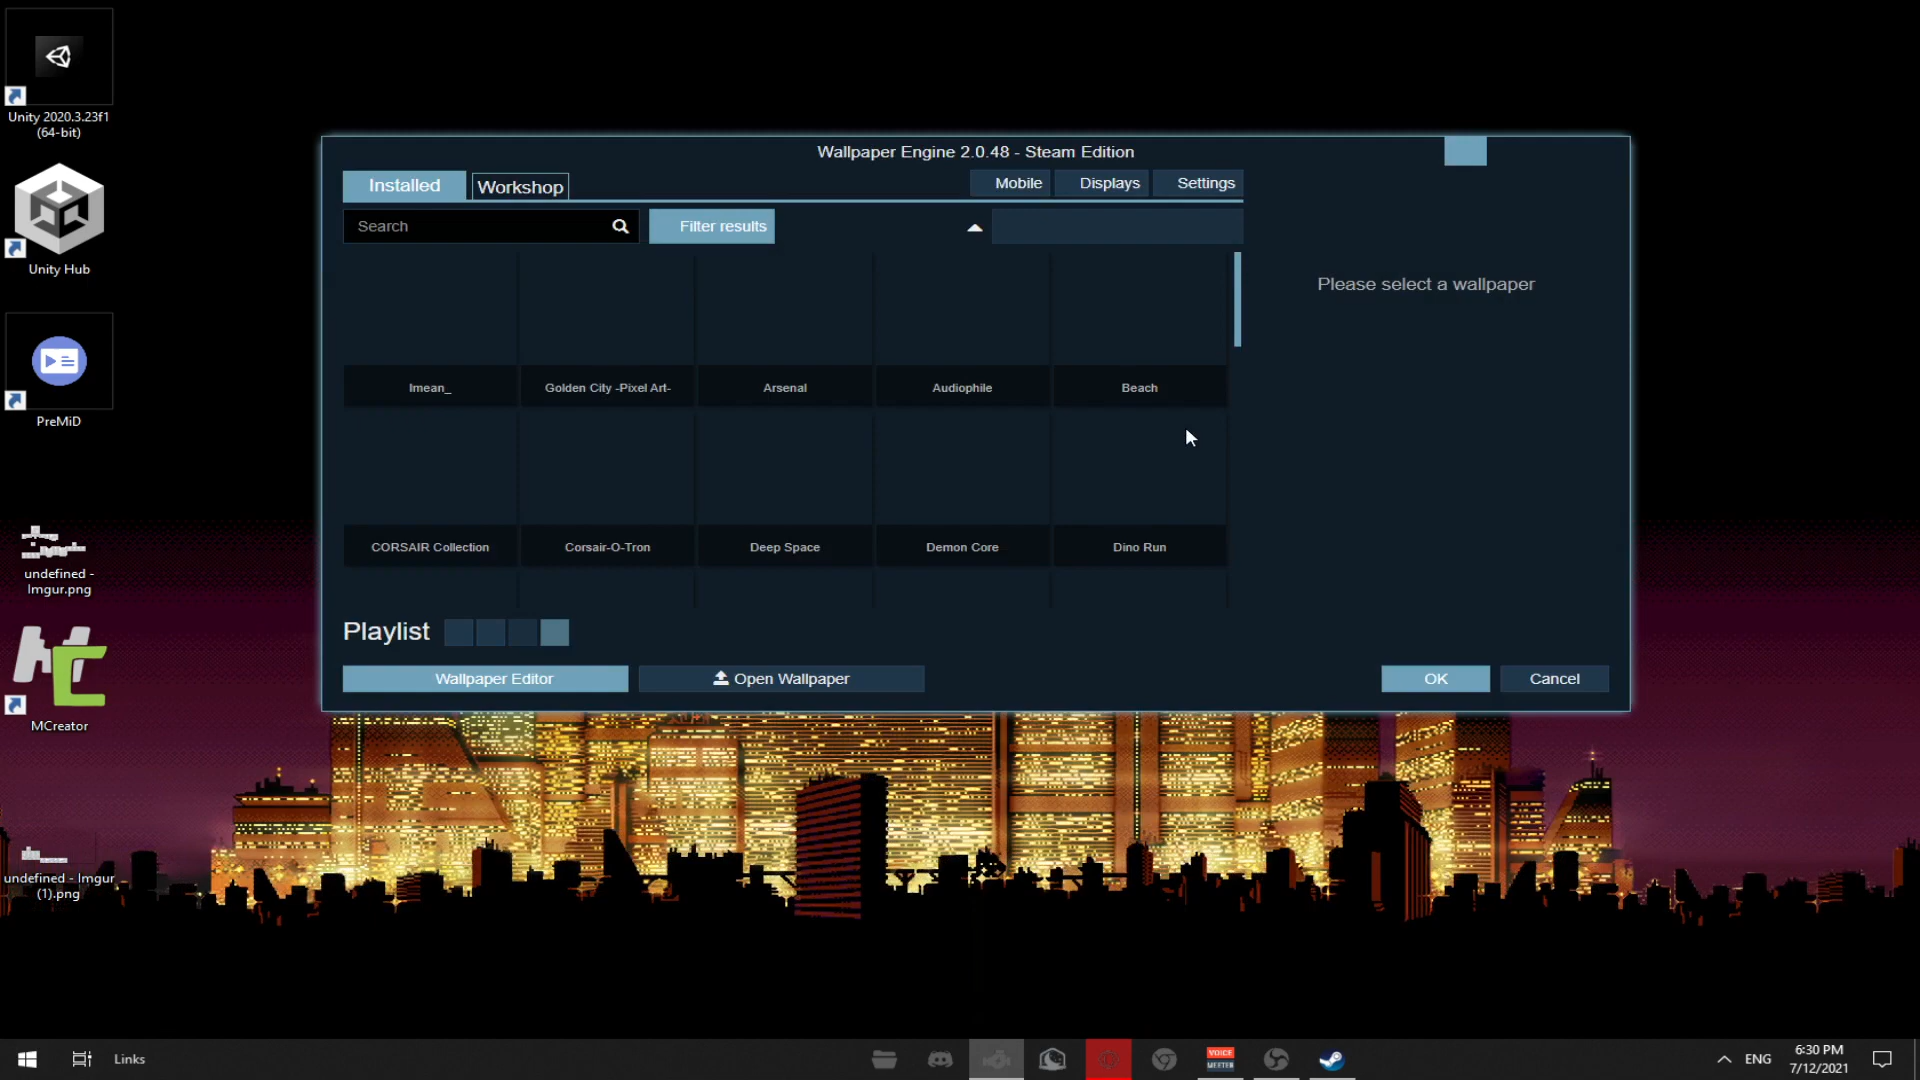 Unity 2020.3.23f1
(64-bit)
Unity Hub
PreMiD
undefined -
Imgur.png
MCreator
undefined - Imgur
(1).png
Wallpaper Engine 2.0.48 - Steam Edition
Installed
Workshop
Mobile
Displays
Settings
Search
Filter results
Please select a wallpaper
Imean_
Golden City -Pixel Art-
Arsenal
Audiophile
Beach
CORSAIR Collection
Corsair-O-Tron
Deep Space
Demon Core
Dino Run
Playlist
Wallpaper Editor
Open Wallpaper
OK
Cancel
Links
VOICE
MEETER
ENG
6:30 PM
7/12/2021